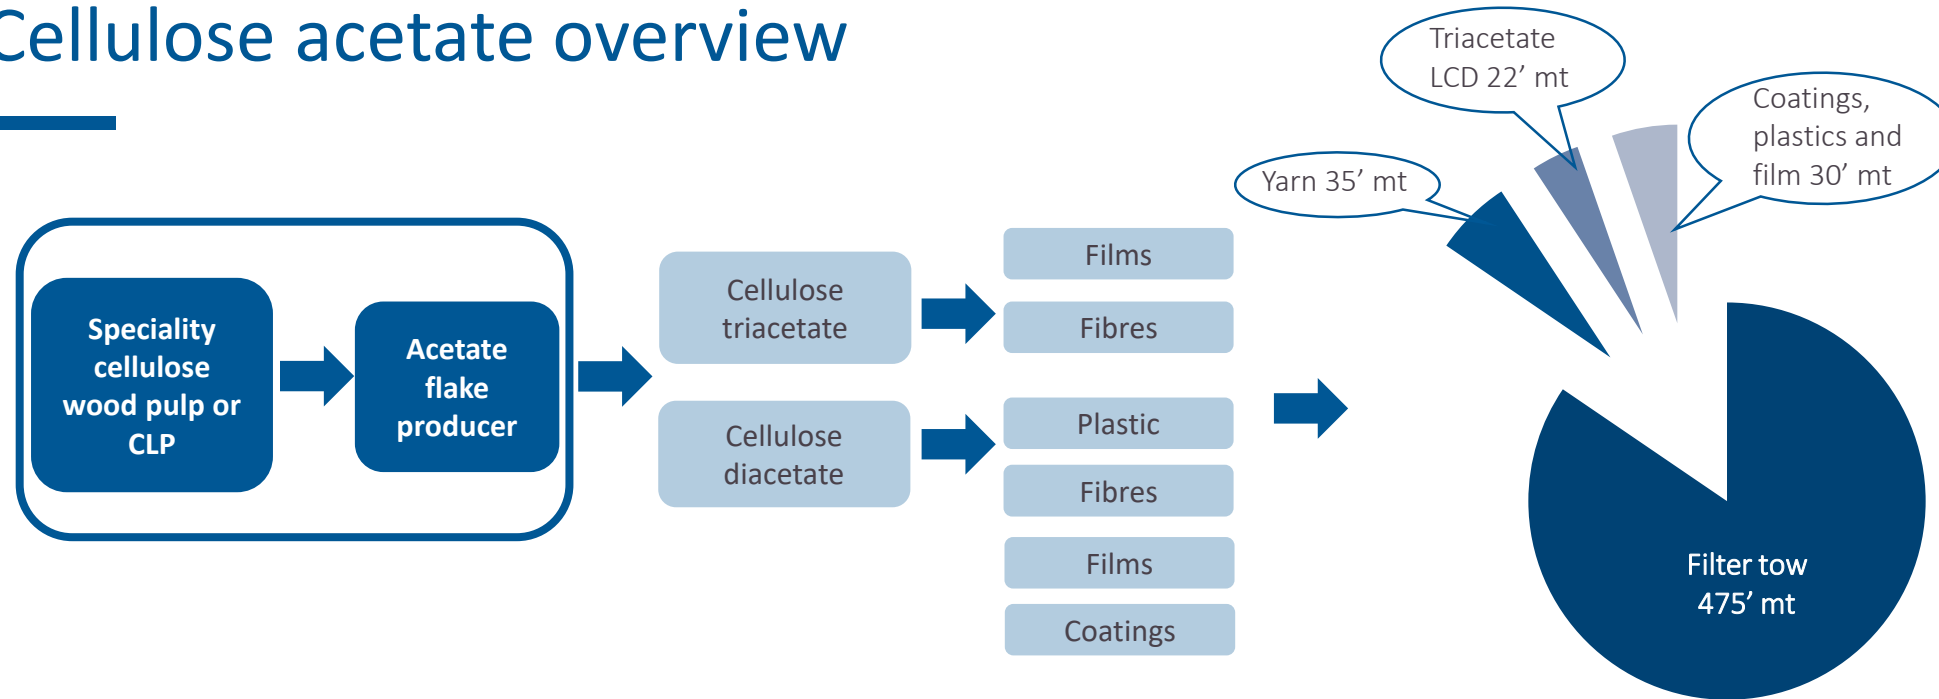 Cellulose acetate overview
Speciality
cellulose
wood pulp or
CLP
Acetate
flake
producer
Cellulose
triacetate
Cellulose
diacetate
Films
Fibres
Plastic
Fibres
Films
Coatings
Yarn 35’ mt
Triacetate
LCD 22’ mt
Coatings,
plastics and
film 30’ mt
Filter tow
475’ mt